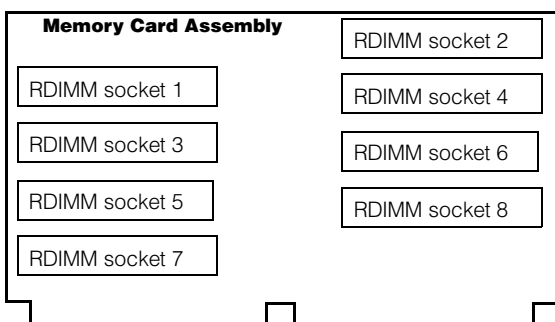 Memory Card Assembly
RDIMM socket 2
RDIMM socket 1
RDIMM socket 4
RDIMM socket 3
RDIMM socket 6
RDIMM socket 5
RDIMM socket 8
RDIMM socket 7